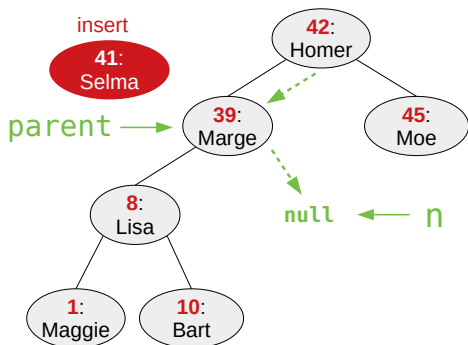 insert
41:
Selma
42:
Homer
parent
39:
Marge
45:
Moe
8:
Lisa
null
n
1:
Maggie
10:
Bart